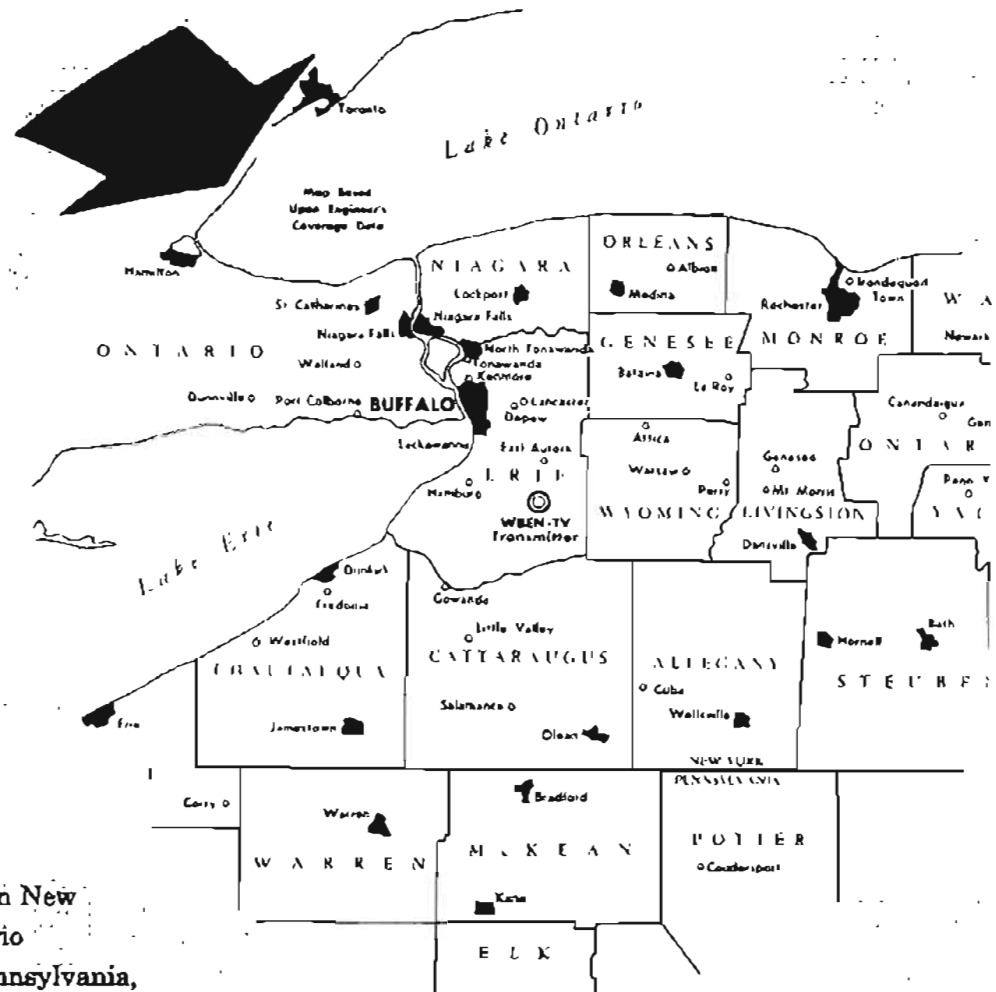 Toronto
Lake Ontario
Map Based
Upon Engineer's
Coverage Data
Hamilton
NIAGARA
ORLEANS
Albion
St Catharines
Lockport
Medina
Rochester
Irondequoit
Town
W A
Niagara Falls
Niagara Falls
ONTARIO
North Tonawanda
GENESEE
MONROE
Newark
Welland
Tonawanda
Kenmore
Batavia
Le Roy
Dunnville
Port Colborne
BUFFALO
Lancaster
Depew
Canandaigua
Lackawanna
East Aurora
Attica
ONTAR
ERIE
Warsaw
Geneseo
Hamburg
Perry
Mt Morris
Penn Y
WBEN-TV
Transmitter
WYOMING
LIVINGSTON
YAT
Dansville
Lake Erie
Dunkirk
Fredonia
Gowanda
Westfield
Little Valley
Hornell
Bath
CHAUTAUQUA
CATTARAUGUS
ALLEGANY
STEUBEN
Cuba
Salamanca
Wellsville
Erie
Jamestown
Olean
NEW YORK
PENNSYLVANIA
Corry
Warren
Bradford
WARREN
McKEAN
POTTER
Coudersport
Kane
n New
io
nnsylvania,
ELK